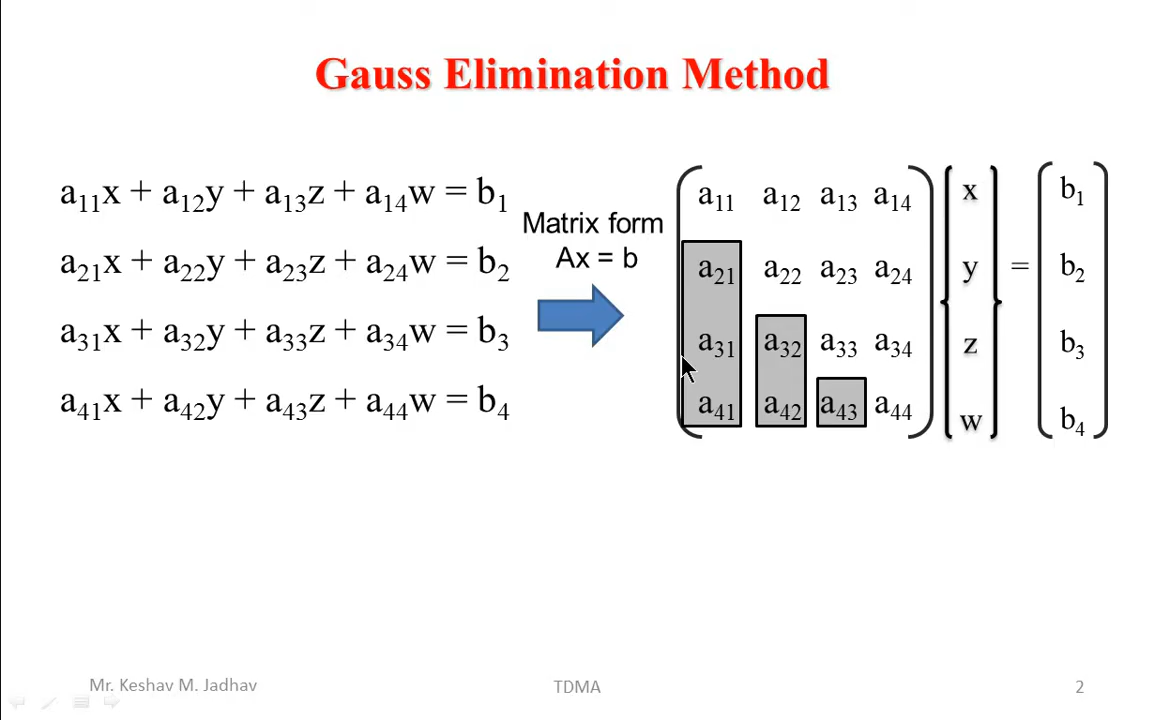 Gauss Elimination Method
a₁₁x + a₁₂y + a₁₃z + a₁₄w = b₁
a₂₁x + a₂₂y + a₂₃z + a₂₄w = b₂
a₃₁x + a₃₂y + a₃₃z + a₃₄w = b₃
a₄₁x + a₄₂y + a₄₃z + a₄₄w = b₄
Matrix form
Ax = b
a₁₁ a₁₂ a₁₃ a₁₄ x b₁
a₂₁ a₂₂ a₂₃ a₂₄ y = b₂
a₃₁ a₃₂ a₃₃ a₃₄ z b₃
a₄₁ a₄₂ a₄₃ a₄₄ w b₄
Mr. Keshav M. Jadhav
TDMA
2